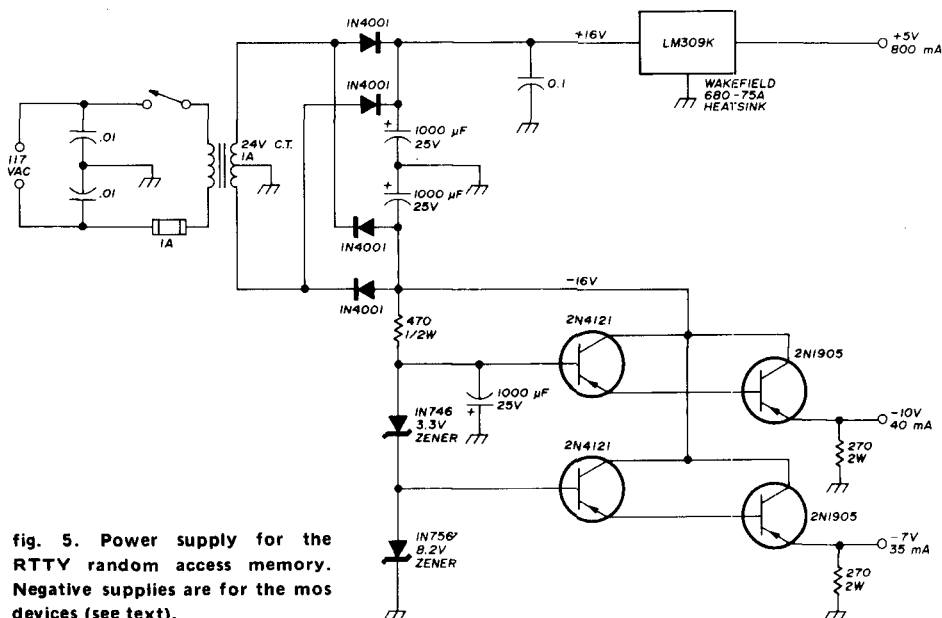 1N4001
+16V
LM309K
+5V
800 mA
1N4001
0.1
WAKEFIELD
680-75A
HEATSINK
117
VAC
.01
.01
1A
24V C.T.
1A
+
1000 µF
25V
+
1000 µF
25V
1N4001
1N4001
-16V
470
1/2W
2N4121
2N1905
1000 µF
25V
+
1N746
3.3V
ZENER
-10V
40 mA
270
2W
2N4121
2N1905
1N756
8.2V
ZENER
-7V
35 mA
270
2W
fig. 5. Power supply for the
RTTY random access memory.
Negative supplies are for the mos
devices (see text).